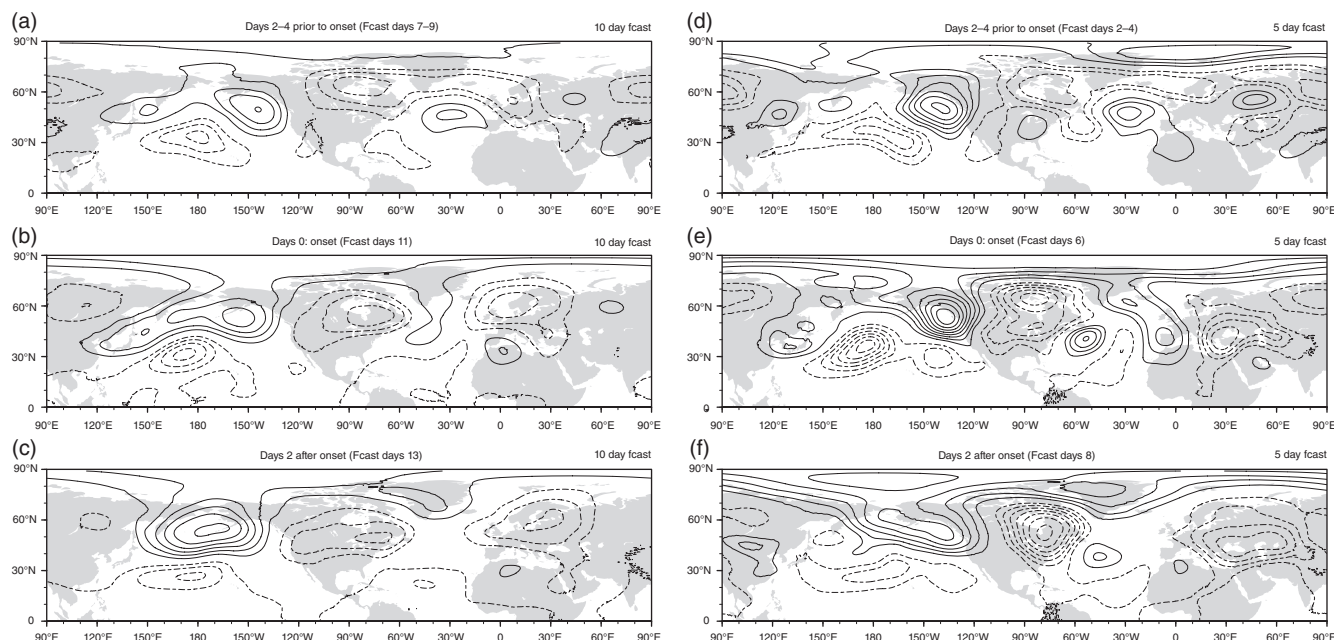 (a) Days 2–4 prior to onset (Fcast days 7–9) 10 day fcast
90°N
60°N
30°N
0
90°E 120°E 150°E 180 150°W 120°W 90°W 60°W 30°W 0 30°E 60°E 90°E
(b) Days 0: onset (Fcast days 11) 10 day fcast
90°N
60°N
30°N
0
90°E 120°E 150°E 180 150°W 120°W 90°W 60°W 30°W 0 30°E 60°E 90°E
(c) Days 2 after onset (Fcast days 13) 10 day fcast
90°N
60°N
30°N
0
90°E 120°E 150°E 180 150°W 120°W 90°W 60°W 30°W 0 30°E 60°E 90°E
(d) Days 2–4 prior to onset (Fcast days 2–4) 5 day fcast
90°N
60°N
30°N
0
90°E 120°E 150°E 180 150°W 120°W 90°W 60°W 30°W 0 30°E 60°E 90°E
(e) Days 0: onset (Fcast days 6) 5 day fcast
90°N
60°N
30°N
0
90°E 120°E 150°E 180 150°W 120°W 90°W 60°W 30°W 0 30°E 60°E 90°E
(f) Days 2 after onset (Fcast days 8) 5 day fcast
90°N
60°N
30°N
0
90°E 120°E 150°E 180 150°W 120°W 90°W 60°W 30°W 0 30°E 60°E 90°E